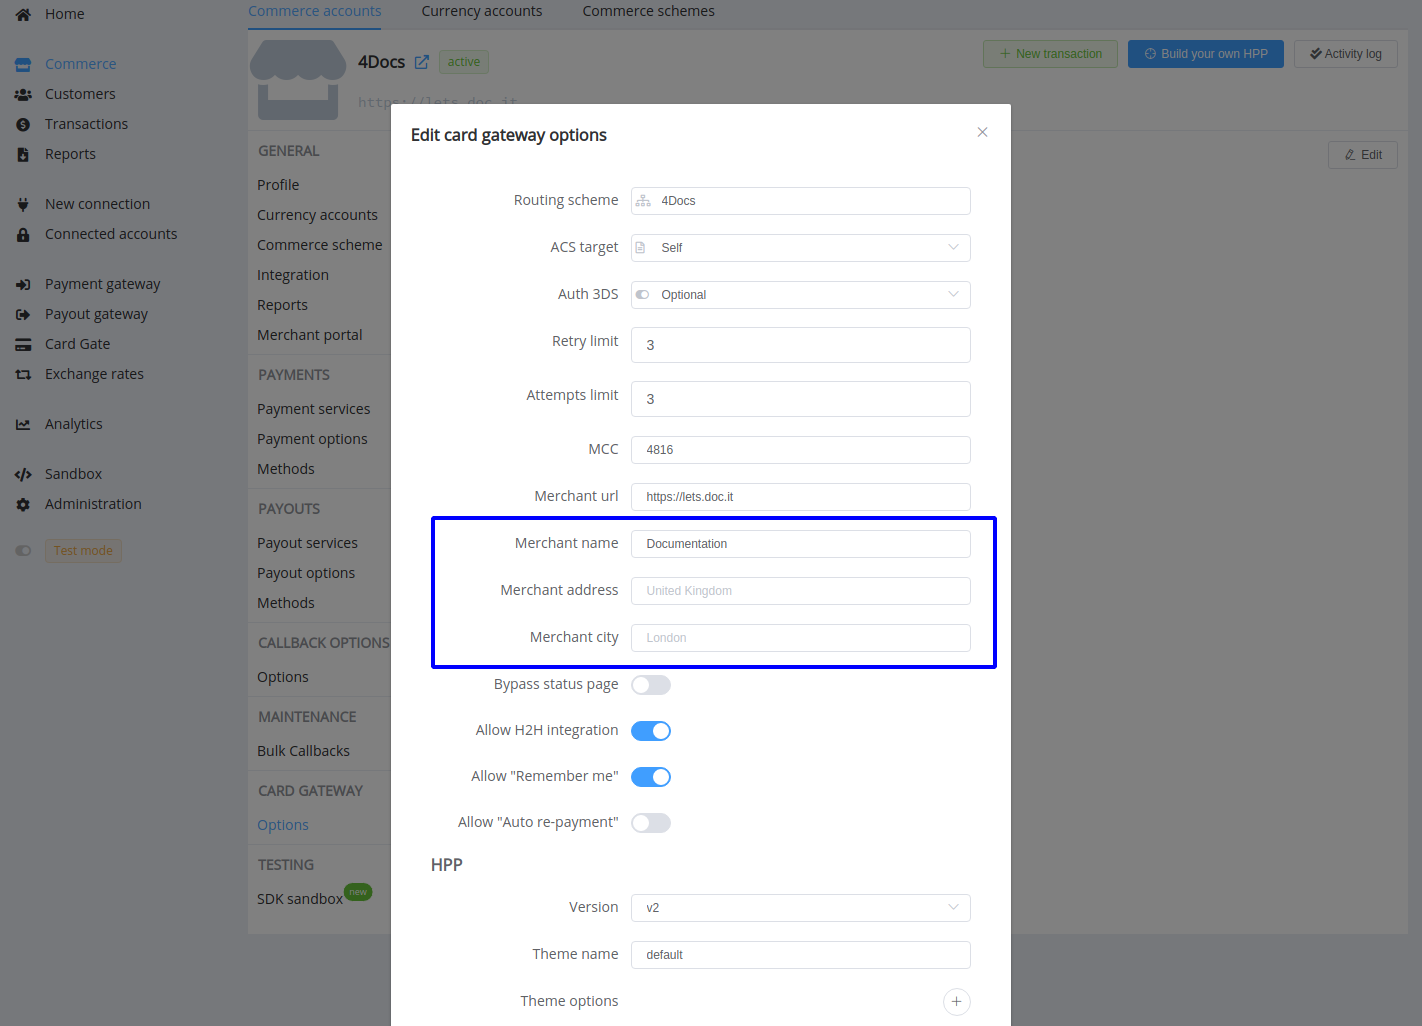 Home
Commerce
Customers
Transactions
Reports
New connection
Connected accounts
Payment gateway
Payout gateway
Card Gate
Exchange rates
Analytics
Sandbox
Administration
Test mode
Commerce accounts Currency accounts Commerce schemes
4Docs active
New transaction Build your own HPP Activity log
https://lets.doc.it
Edit
GENERAL
Profile
Currency accounts
Commerce scheme
Integration
Reports
Merchant portal
PAYMENTS
Payment services
Payment options
Methods
PAYOUTS
Payout services
Payout options
Methods
CALLBACK OPTIONS
Options
MAINTENANCE
Bulk Callbacks
CARD GATEWAY
Options
TESTING
SDK sandbox new
Edit card gateway options
Routing scheme 4Docs
ACS target Self
Auth 3DS Optional
Retry limit 3
Attempts limit 3
MCC 4816
Merchant url https://lets.doc.it
Merchant name Documentation
Merchant address United Kingdom
Merchant city London
Bypass status page
Allow H2H integration
Allow "Remember me"
Allow "Auto re-payment"
HPP
Version v2
Theme name default
Theme options